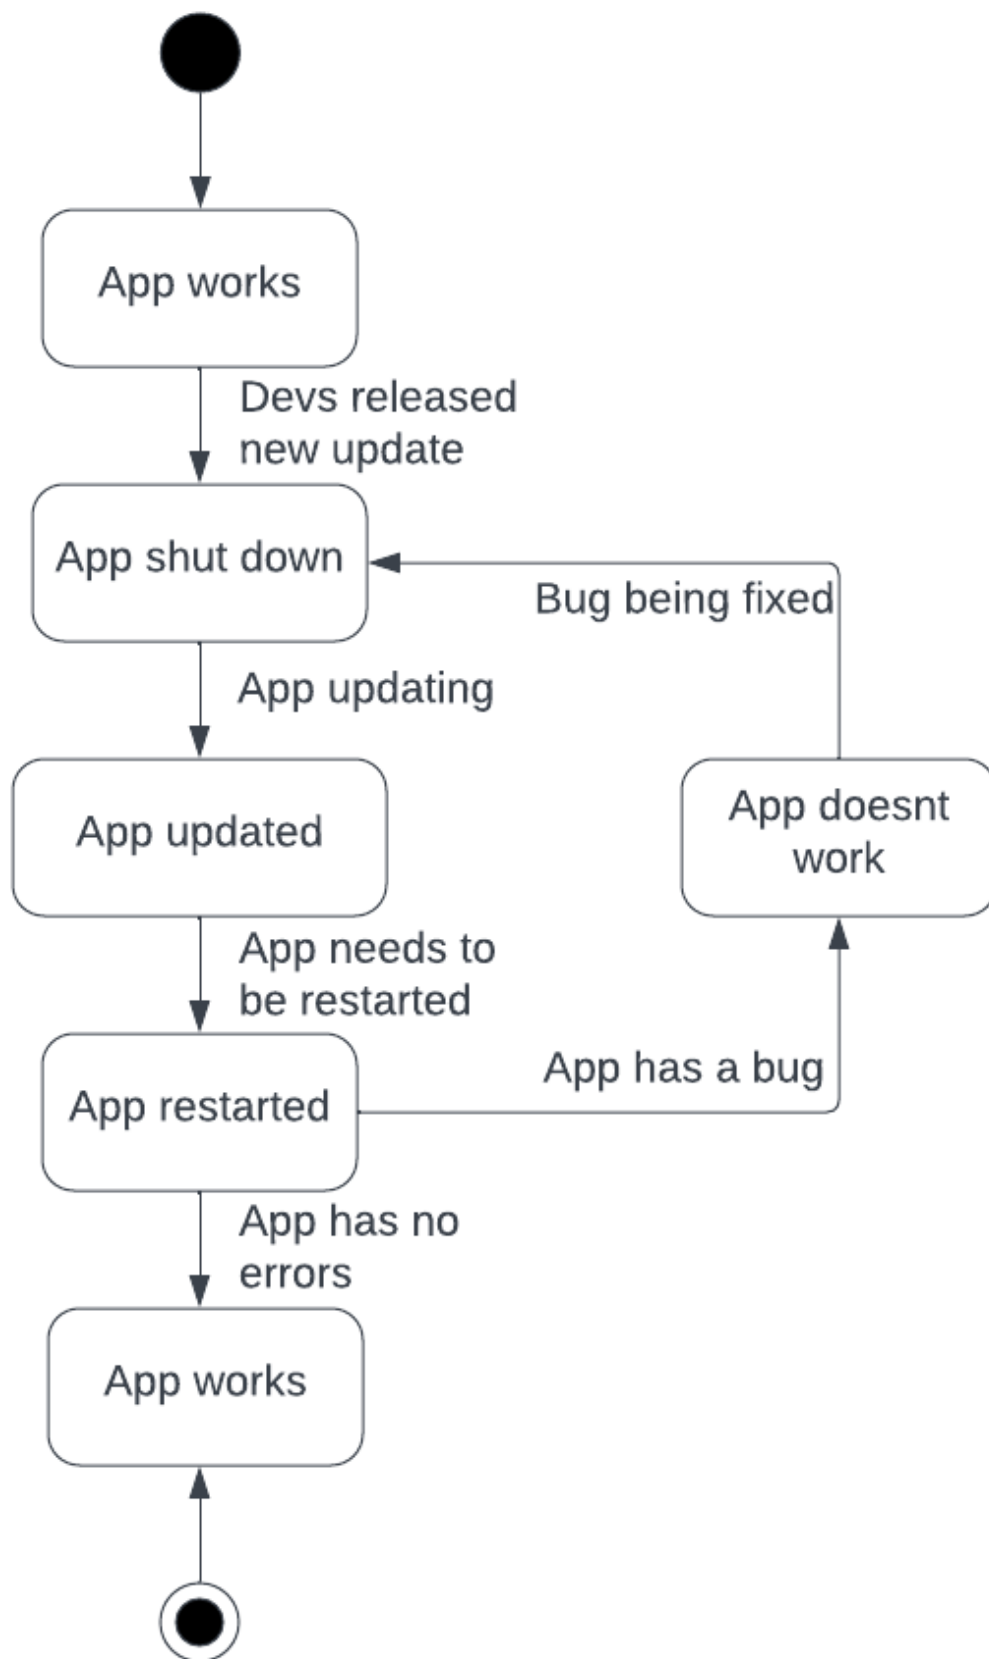 App works
Devs released
new update
App shut down
Bug being fixed
App updating
App updated
App doesnt
work
App needs to
be restarted
App has a bug
App restarted
App has no
errors
App works